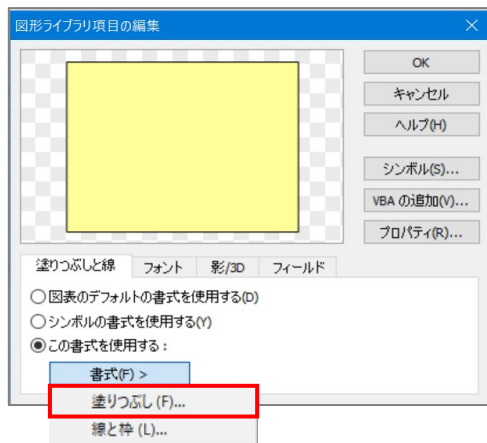 図形ライブラリ項目の編集
OK
キャンセル
ヘルプ(H)
シンボル(S)...
VBA の追加(V)...
プロパティ(R)...
塗りつぶしと線 フォント 影/3D フィールド
図表のデフォルトの書式を使用する(D)
シンボルの書式を使用する(Y)
この書式を使用する :
書式(F) >
塗りつぶし (F)...
線と枠 (L)...